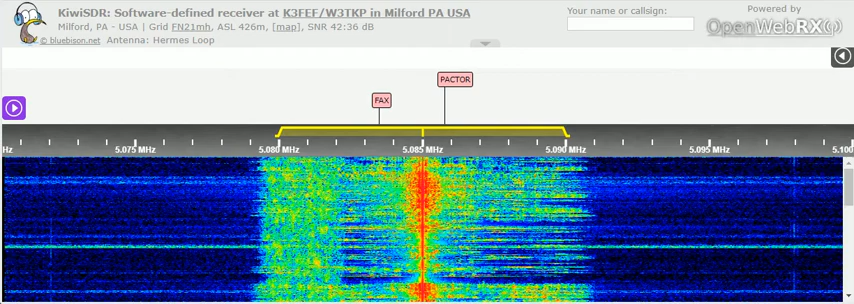 KiwiSDR: Software-defined receiver at K3FEF/W3TKP in Milford PA USA
Milford, PA - USA | Grid FN21mh, ASL 426m, [map], SNR 42:36 dB
© bluebison.net Antenna: Hermes Loop
Your name or callsign:
Powered by
OpenWebRX
PACTOR
FAX
Hz 5.075 MHz 5.080 MHz 5.085 MHz 5.090 MHz 5.095 MHz 5.100